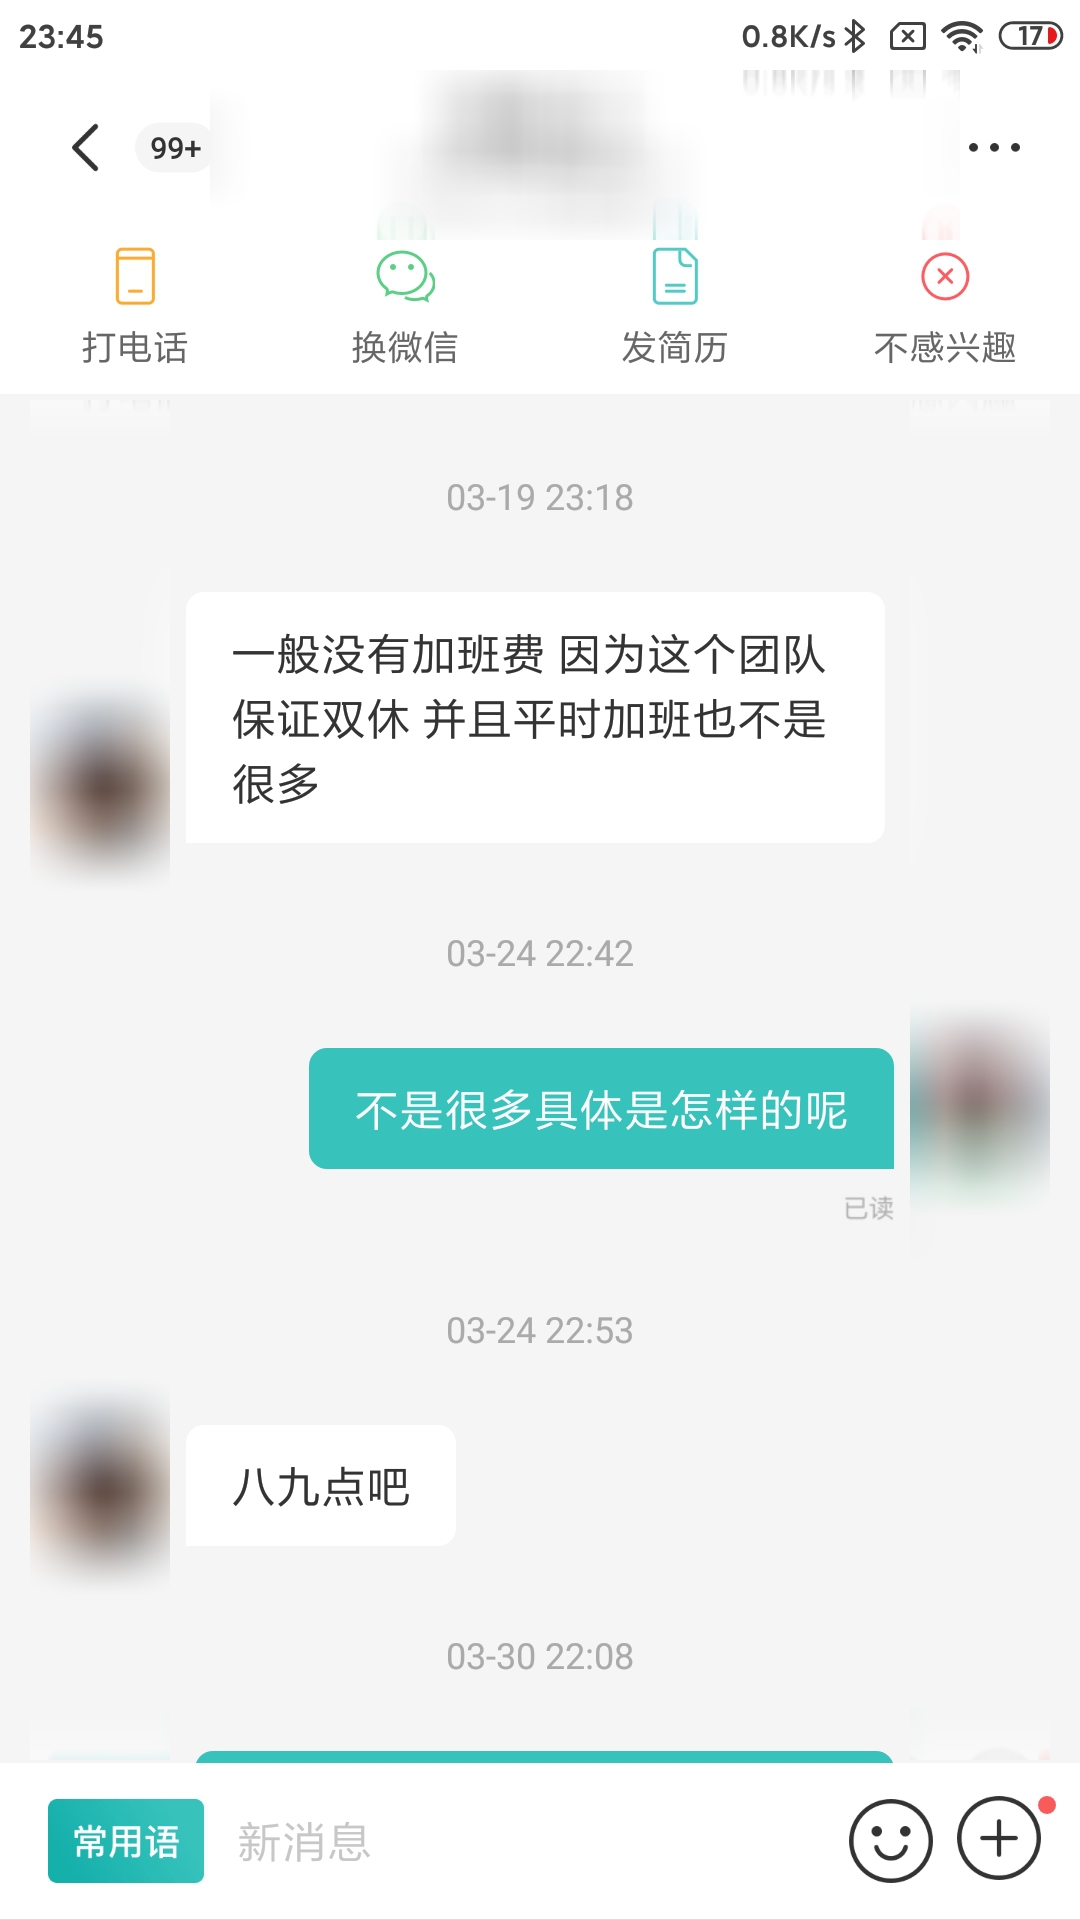 23:45
0.8K/s
17
99+
打电话
换微信
发简历
不感兴趣
03-19 23:18
一般没有加班费 因为这个团队
保证双休 并且平时加班也不是
很多
03-24 22:42
不是很多具体是怎样的呢
已读
03-24 22:53
八九点吧
03-30 22:08
常用语
新消息